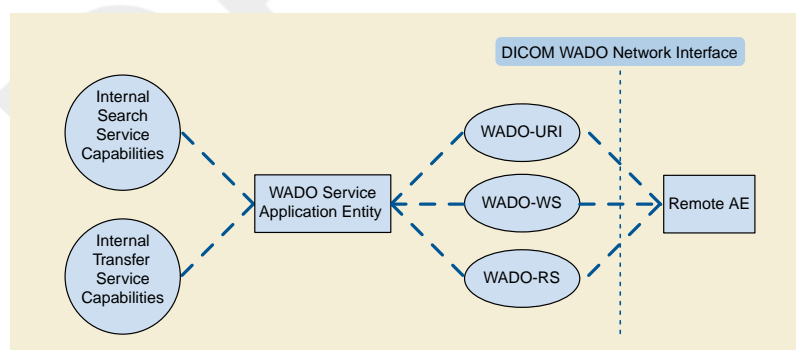 DICOM WADO Network Interface
Internal
Search
Service
Capabilities
WADO-URI
WADO Service
Application Entity
WADO-WS
Remote AE
Internal
Transfer
Service
Capabilities
WADO-RS